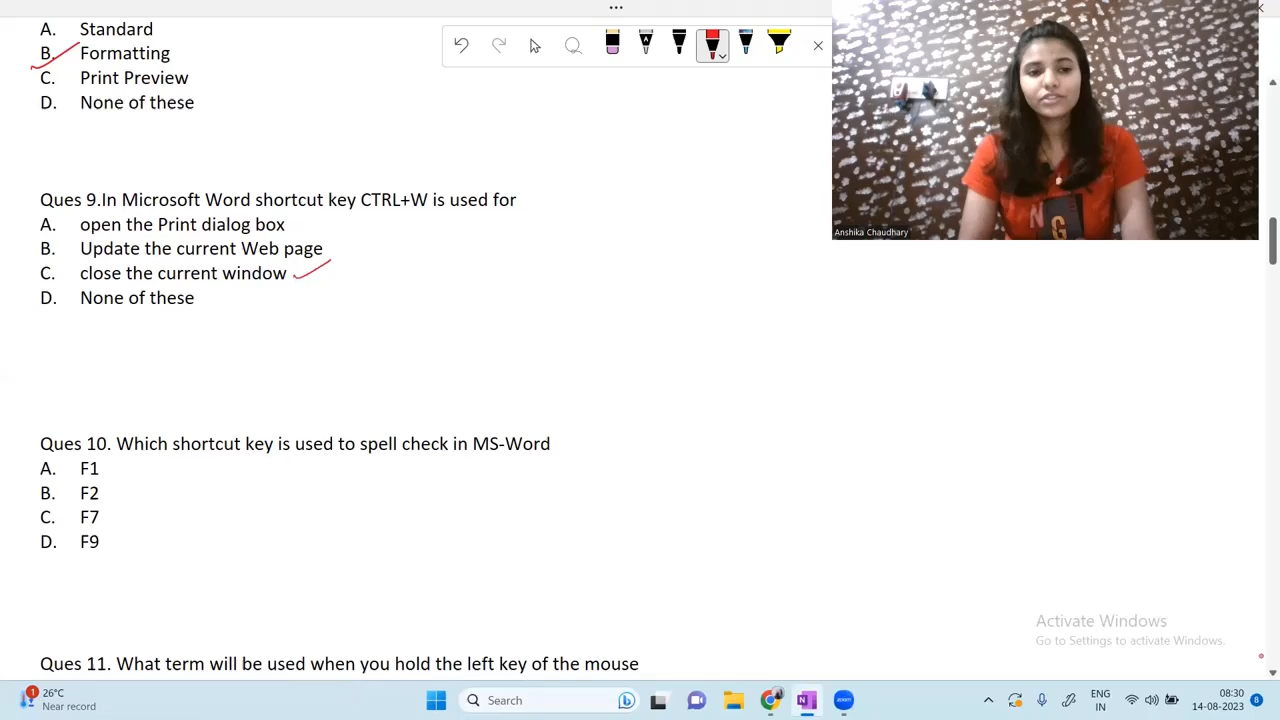 A. Standard
B. Formatting
C. Print Preview
D. None of these
Ques 9.In Microsoft Word shortcut key CTRL+W is used for
A. open the Print dialog box
B. Update the current Web page
C. close the current window
D. None of these
Anshika Chaudhary
Ques 10. Which shortcut key is used to spell check in MS-Word
A. F1
B. F2
C. F7
D. F9
Activate Windows
Go to Settings to activate Windows.
Ques 11. What term will be used when you hold the left key of the mouse
1
26°C
Near record
Search
zoom
ENG
IN
08:30
14-08-2023
8